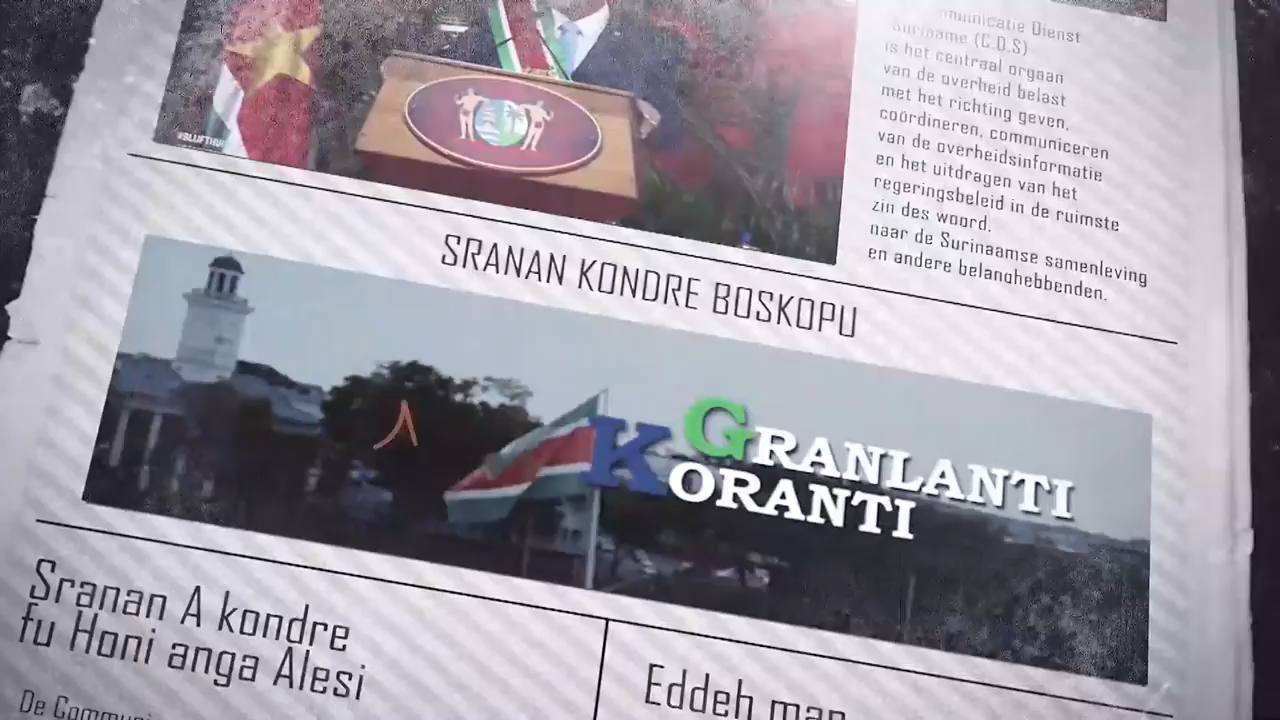 Dienst
Suriname (C.D.S)
is het centraal orgaan
van de overheid belast
met het richting geven,
coördineren, communiceren
van de overheidsinformatie
en het uitdragen van het
regeringsbeleid in de ruimste
zin des woord.
naar de Surinaamse samenleving
en andere belanghebbenden.
SRANAN KONDRE BOSKOPU
GRANLANTI
KORANTI
Sranan A kondre
fu Honi anga Alesi
De
Eddeh man